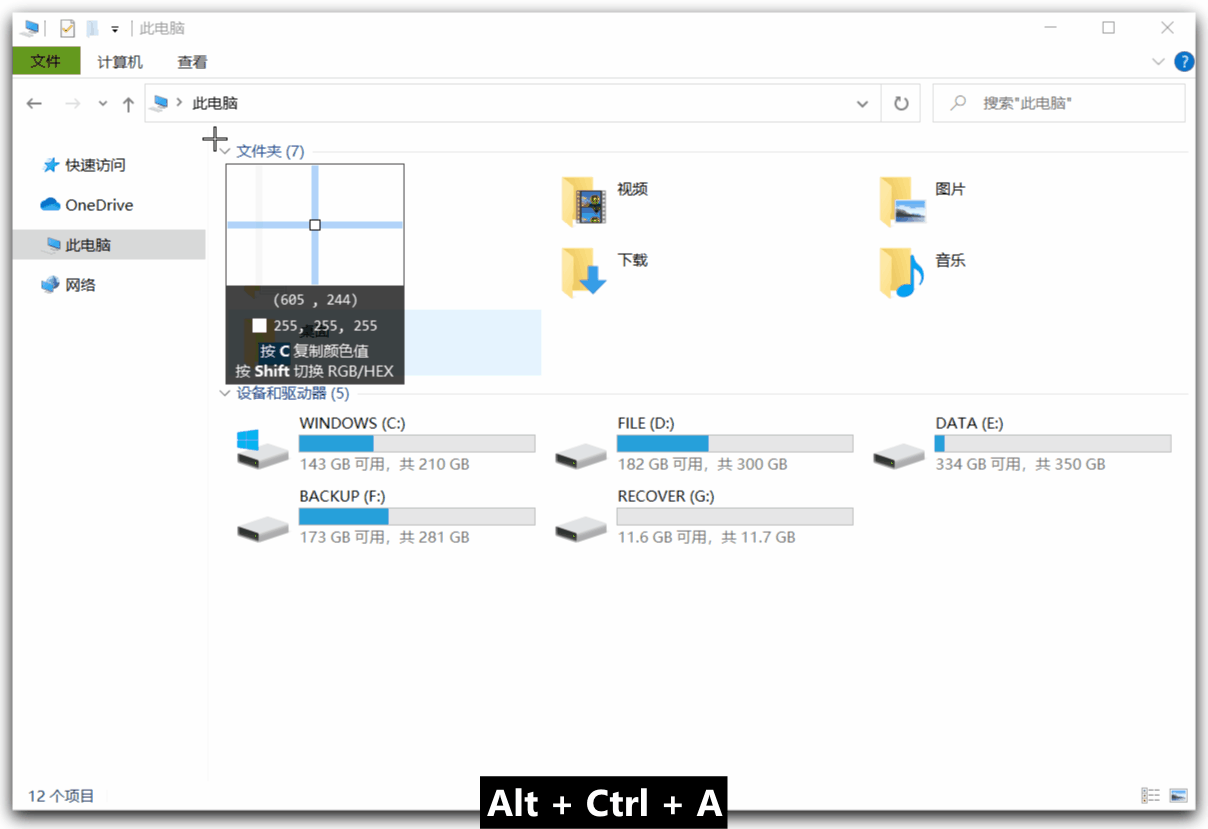 此电脑
文件 计算机 查看
此电脑
搜索"此电脑"
快速访问
OneDrive
此电脑
网络
文件夹 (7)
视频
图片
下载
音乐
(605 , 244)
255, 255, 255
按 C 复制颜色值
按 Shift 切换 RGB/HEX
设备和驱动器 (5)
WINDOWS (C:)
143 GB 可用，共 210 GB
FILE (D:)
182 GB 可用，共 300 GB
DATA (E:)
334 GB 可用，共 350 GB
BACKUP (F:)
173 GB 可用，共 281 GB
RECOVER (G:)
11.6 GB 可用，共 11.7 GB
12 个项目
Alt + Ctrl + A